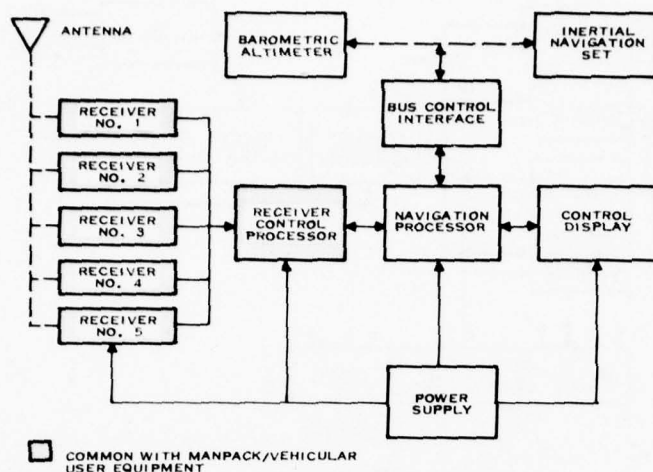 ANTENNA
BAROMETRIC
ALTIMETER
INERTIAL
NAVIGATION
SET
RECEIVER
NO. 1
BUS CONTROL
INTERFACE
RECEIVER
NO. 2
RECEIVER
NO. 3
RECEIVER
CONTROL
PROCESSOR
NAVIGATION
PROCESSOR
CONTROL
DISPLAY
RECEIVER
NO. 4
RECEIVER
NO. 5
POWER
SUPPLY
COMMON WITH MANPACK/VEHICULAR
USER EQUIPMENT